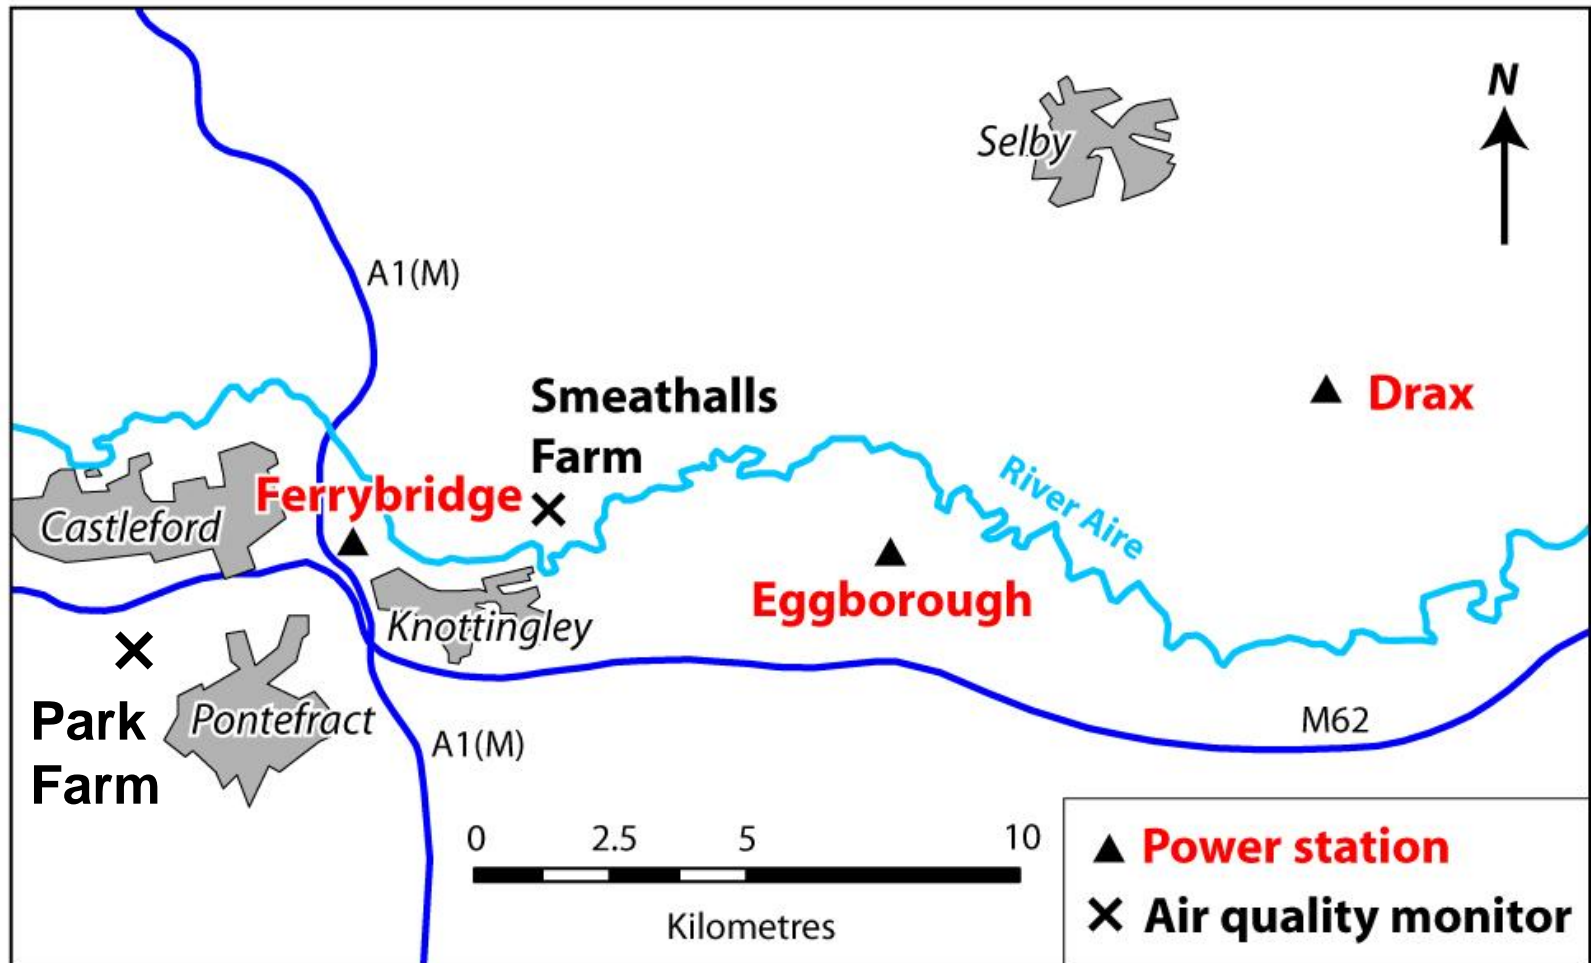 N
Selby
A1(M)
Smeathalls
Farm
Drax
Ferrybridge
River Aire
Castleford
Eggborough
Knottingley
Park
Farm
Pontefract
A1(M)
M62
0 2.5 5 10
Kilometres
Power station
Air quality monitor